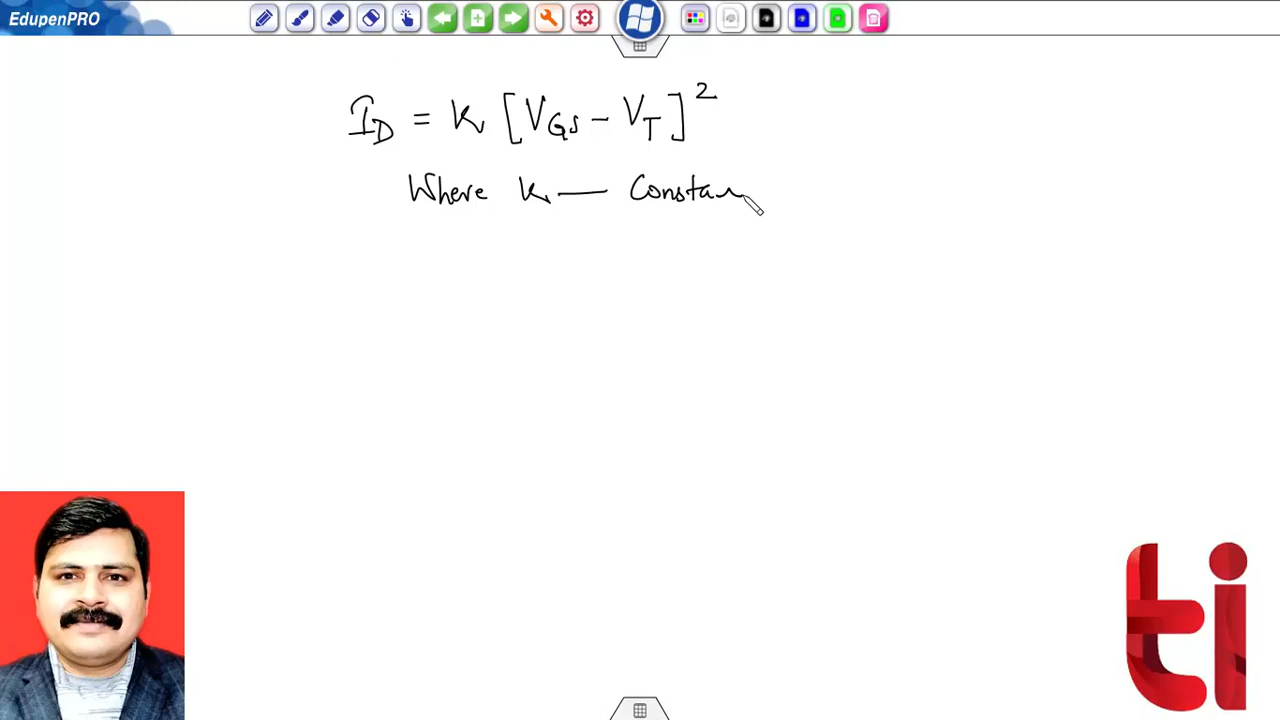 EdupenPRO
I_D = K [V_GS - V_T]^2
Where K — Constan
ti